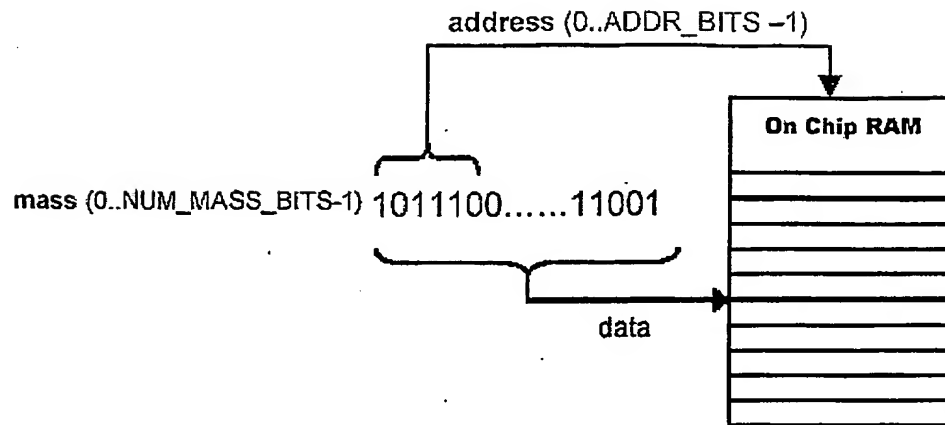 address (0..ADDR_BITS –1)
On Chip RAM
mass (0..NUM_MASS_BITS-1) 1011100......11001
data